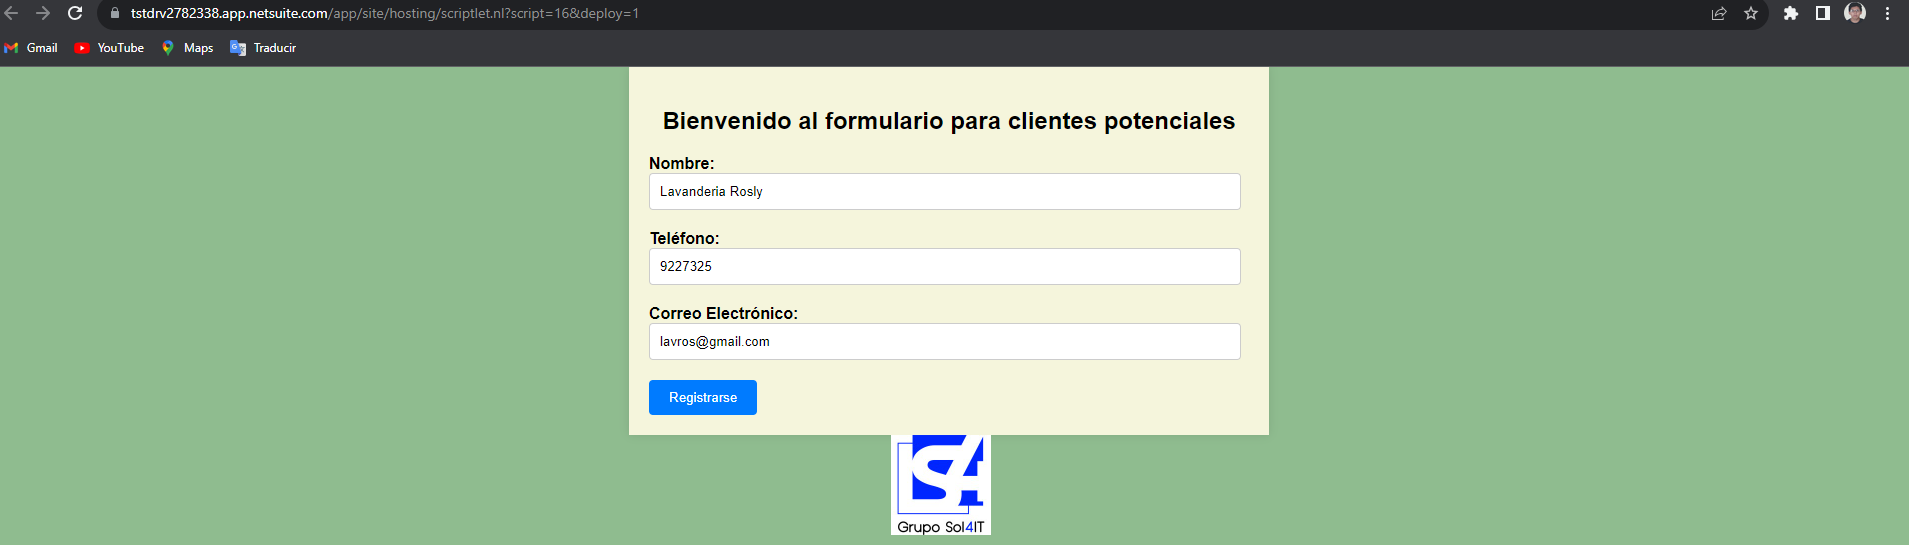 tstdrv2782338.app.netsuite.com/app/site/hosting/scriptlet.nl?script=16&deploy=1
Gmail YouTube Maps Traducir
Bienvenido al formulario para clientes potenciales
Nombre:
Lavanderia Rosly
Teléfono:
9227325
Correo Electrónico:
lavros@gmail.com
Registrarse
S4
Grupo Sol4IT